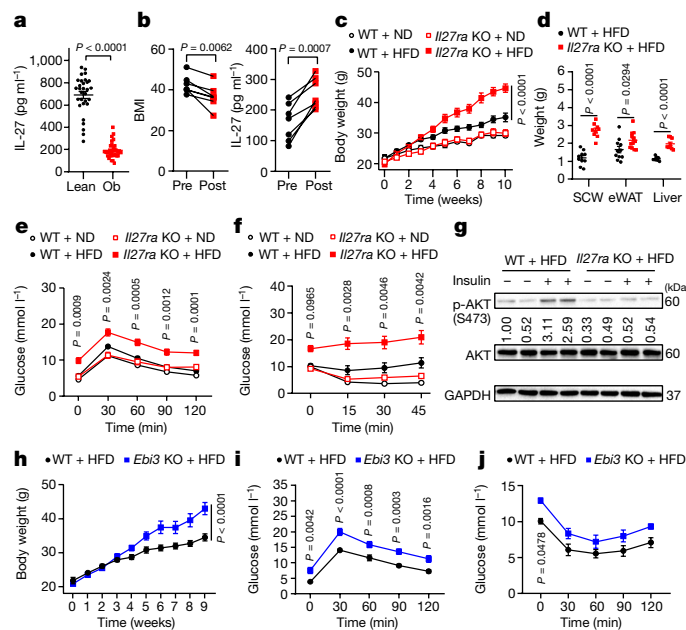 a
P < 0.0001
IL-27 (pg ml⁻¹)
1,000
800
600
400
200
0
Lean Ob
b
P = 0.0062
BMI
80
60
40
20
0
Pre Post
P = 0.0007
IL-27 (pg ml⁻¹)
400
300
200
100
0
Pre Post
c
WT + ND
Il27ra KO + ND
WT + HFD
Il27ra KO + HFD
Body weight (g)
50
40
30
20
0 2 4 6 8 10
Time (weeks)
P < 0.0001
d
WT + HFD
Il27ra KO + HFD
Weight (g)
6
4
2
0
P < 0.0001
P = 0.0294
P < 0.0001
SCW eWAT Liver
e
WT + ND
Il27ra KO + ND
WT + HFD
Il27ra KO + HFD
Glucose (mmol l⁻¹)
30
20
10
0
P = 0.0009
P = 0.0024
P = 0.0005
P = 0.0012
P = 0.0001
0 30 60 90 120
Time (min)
f
WT + ND
Il27ra KO + ND
WT + HFD
Il27ra KO + HFD
Glucose (mmol l⁻¹)
40
30
20
10
0
P = 0.0965
P = 0.0028
P = 0.0046
P = 0.0042
0 15 30 45
Time (min)
g
WT + HFD Il27ra KO + HFD
Insulin – – + + – – + +
(kDa)
p-AKT
(S473)
60
1.00 0.52 3.11 2.59 0.33 0.49 0.52 0.54
AKT 60
GAPDH 37
h
WT + HFD Ebi3 KO + HFD
Body weight (g)
50
40
30
20
0 1 2 3 4 5 6 7 8 9
Time (weeks)
P < 0.0001
i
WT + HFD Ebi3 KO + HFD
Glucose (mmol l⁻¹)
35
30
25
20
15
10
5
0
P = 0.0042
P < 0.0001
P = 0.0008
P = 0.0003
P = 0.0016
0 30 60 90 120
Time (min)
j
WT + HFD Ebi3 KO + HFD
Glucose (mmol l⁻¹)
15
10
5
0
P = 0.0478
0 30 60 90 120
Time (min)